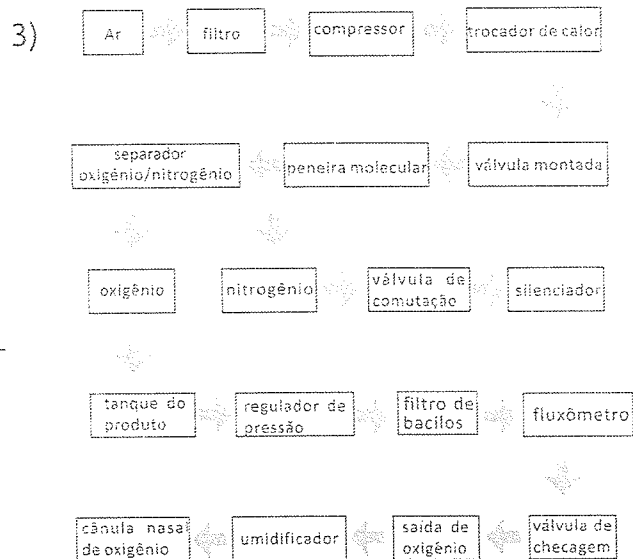 3)
Ar
filtro
compressor
trocador de calor
separador
oxigênio/nitrogênio
peneira molecular
válvula montada
oxigênio
nitrogênio
válvula de
comutação
silenciador
tanque do
produto
regulador de
pressão
filtro de
bacilos
fluxômetro
cânula nasal
de oxigênio
umidificador
saída de
oxigênio
válvula de
checagem